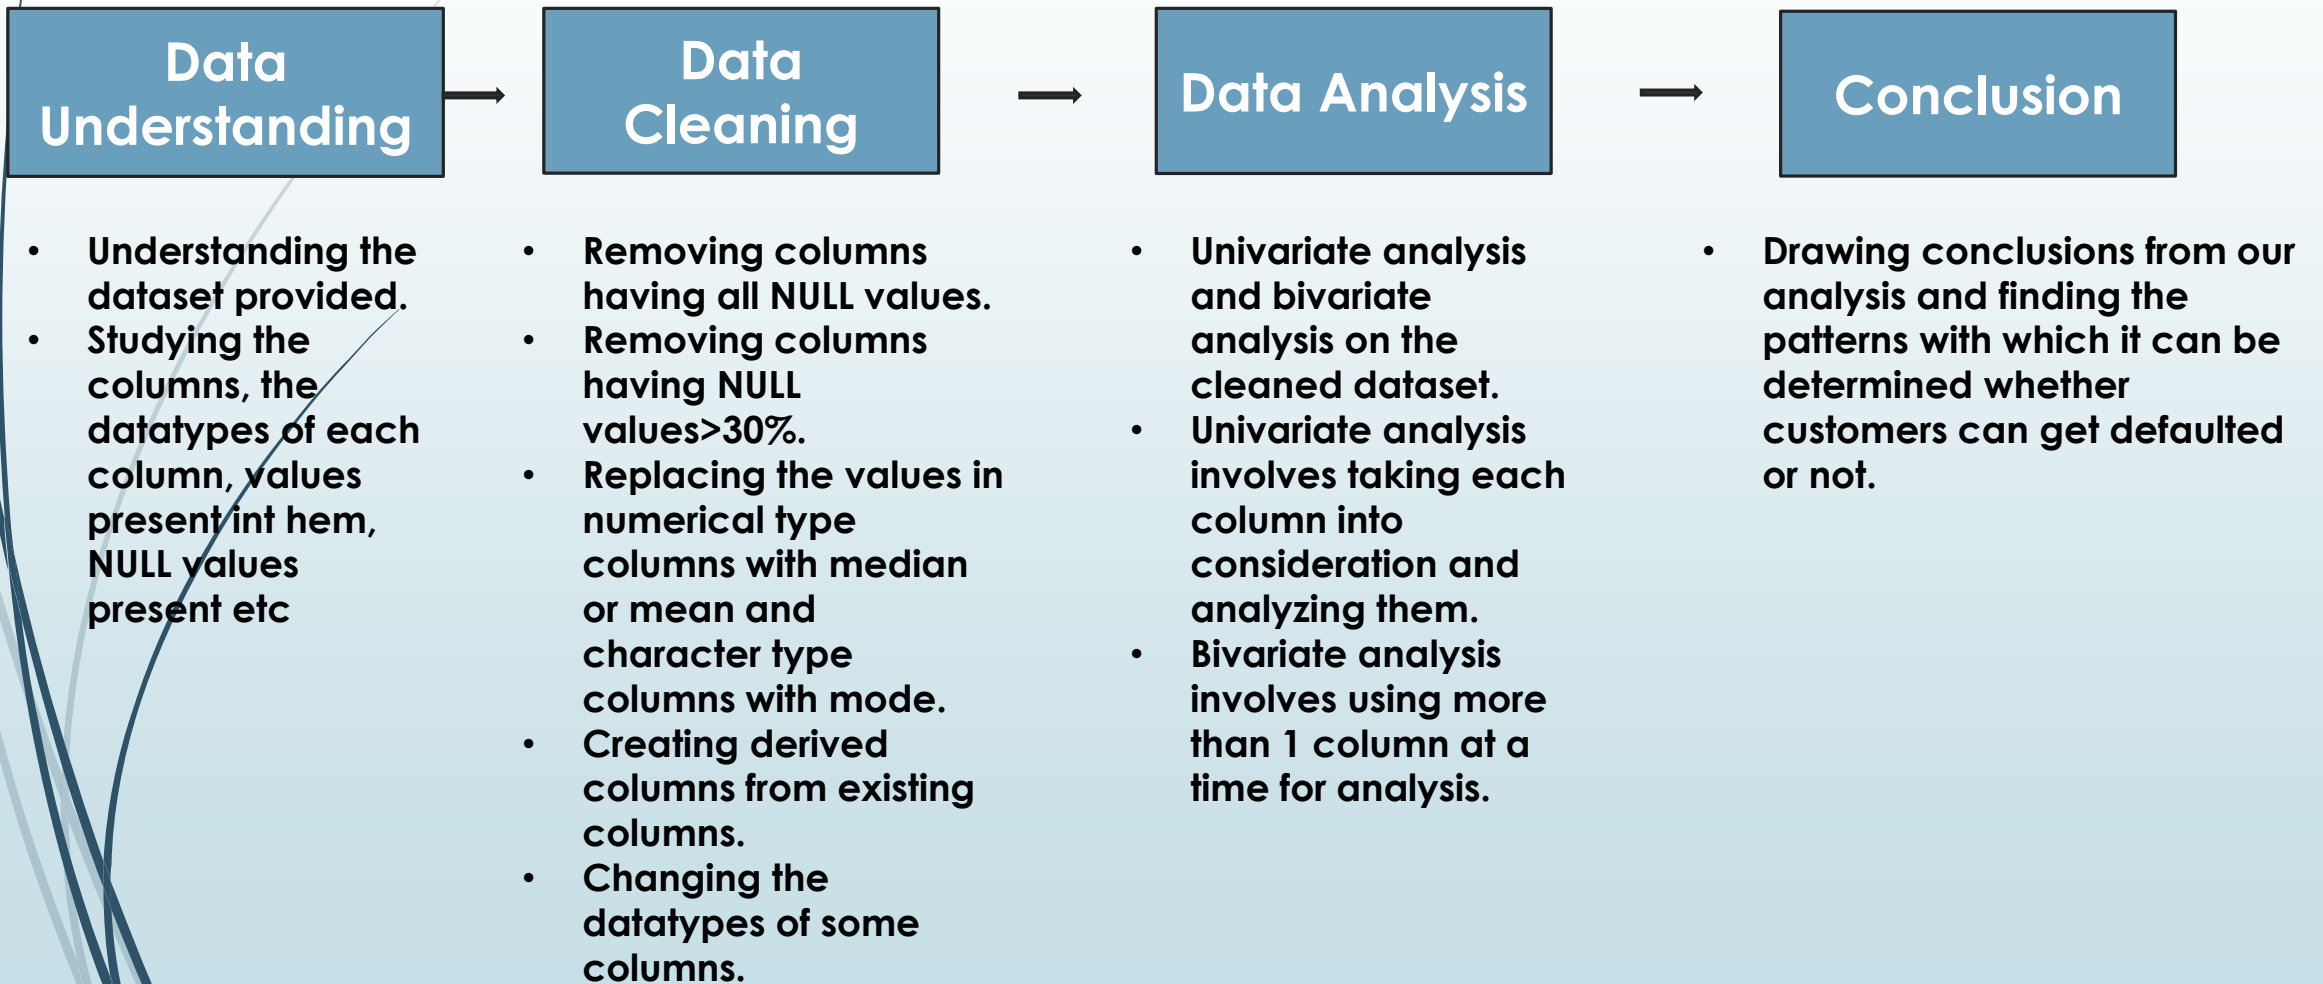 Data
Understanding
Data
Cleaning
Data Analysis
Conclusion
• Understanding the
dataset provided.
• Studying the
columns, the
datatypes of each
column, values
present int hem,
NULL values
present etc
• Removing columns
having all NULL values.
• Removing columns
having NULL
values>30%.
• Replacing the values in
numerical type
columns with median
or mean and
character type
columns with mode.
• Creating derived
columns from existing
columns.
• Changing the
datatypes of some
columns.
• Univariate analysis
and bivariate
analysis on the
cleaned dataset.
• Univariate analysis
involves taking each
column into
consideration and
analyzing them.
• Bivariate analysis
involves using more
than 1 column at a
time for analysis.
• Drawing conclusions from our
analysis and finding the
patterns with which it can be
determined whether
customers can get defaulted
or not.